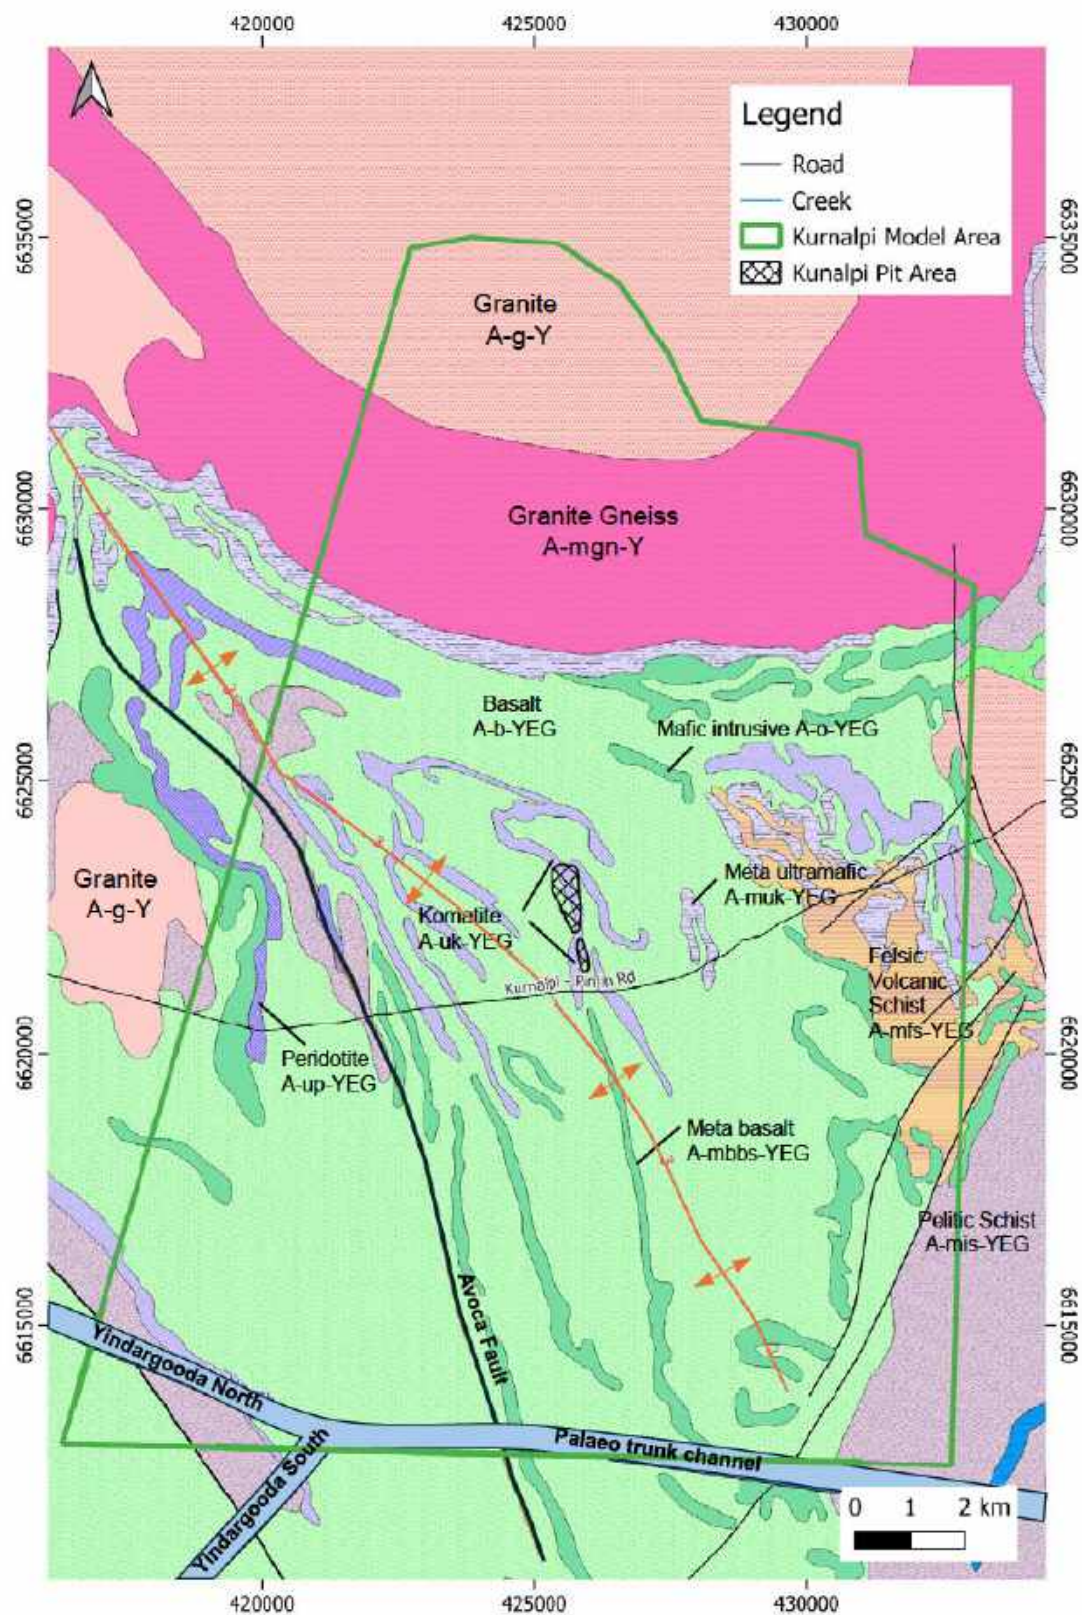 420000
425000
430000
Legend
Road
Creek
Kurnalpi Model Area
Kunalpi Pit Area
6635000
6635000
Granite
A-g-Y
6630000
Granite Gneiss
A-mgn-Y
6630000
Basalt
A-b-YEG
Mafic intrusive A-o-YEG
6625000
6625000
Granite
A-g-Y
Meta ultramafic
A-muk-YEG
Komatite
A-uk-YEG
Felsic
Volcanic
Schist
A-mfs-YEG
Kurnalpi - Pinjin Rd
6620000
Peridotite
A-up-YEG
6620000
Meta basalt
A-mbbs-YEG
Pelitic Schist
A-mis-YEG
6615000
Avoca Fault
6615000
Yindargooda North
Palaeo trunk channel
Yindargooda South
0 1 2 km
420000
425000
430000